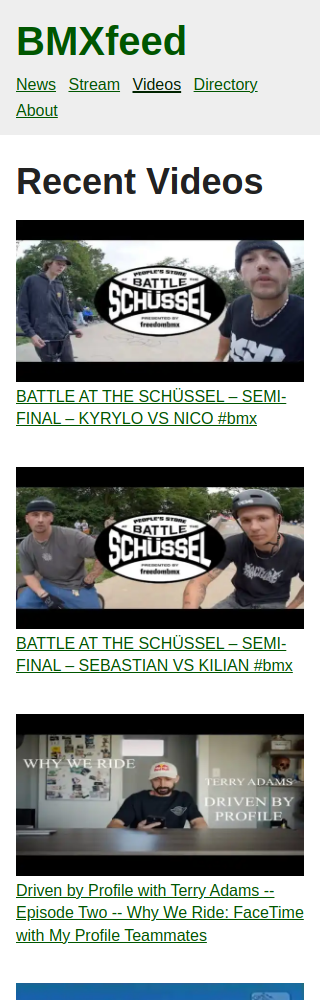 BMXfeed
News Stream Videos Directory
About
Recent Videos
PEOPLE'S STORE
BATTLE
SCHÜSSEL
PRESENTED BY
freedombmx
BATTLE AT THE SCHÜSSEL – SEMI-
FINAL – KYRYLO VS NICO #bmx
PEOPLE'S STORE
BATTLE
SCHÜSSEL
PRESENTED BY
freedombmx
BATTLE AT THE SCHÜSSEL – SEMI-
FINAL – SEBASTIAN VS KILIAN #bmx
WHY WE RIDE
TERRY ADAMS
DRIVEN BY
PROFILE
Driven by Profile with Terry Adams --
Episode Two -- Why We Ride: FaceTime
with My Profile Teammates